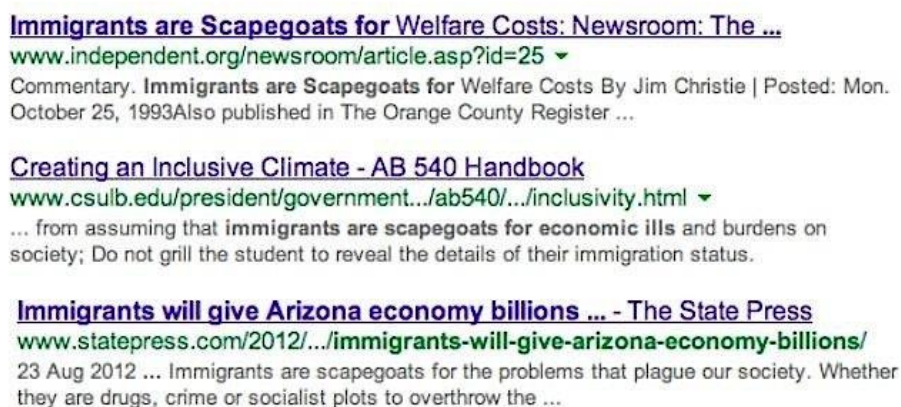 Immigrants are Scapegoats for Welfare Costs: Newsroom: The ...
www.independent.org/newsroom/article.asp?id=25
Commentary. Immigrants are Scapegoats for Welfare Costs By Jim Christie | Posted: Mon.
October 25, 1993Also published in The Orange County Register ...
Creating an Inclusive Climate - AB 540 Handbook
www.csulb.edu/president/government.../ab540/.../inclusivity.html
... from assuming that immigrants are scapegoats for economic ills and burdens on
society; Do not grill the student to reveal the details of their immigration status.
Immigrants will give Arizona economy billions ... - The State Press
www.statepress.com/2012/.../immigrants-will-give-arizona-economy-billions/
23 Aug 2012 ... Immigrants are scapegoats for the problems that plague our society. Whether
they are drugs, crime or socialist plots to overthrow the ...